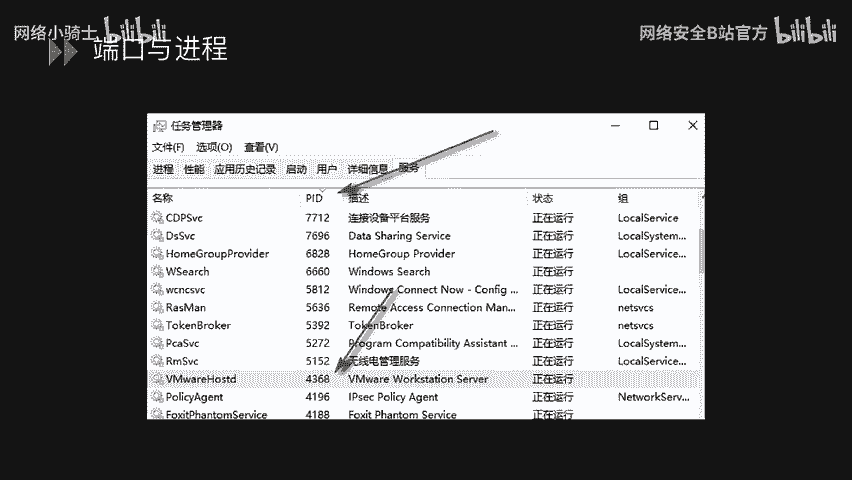 网络小骑士 bilibili
网络安全B站官方 bilibili
端口与进程
任务管理器
文件(F) 选项(O) 查看(V)
进程 性能 应用历史记录 启动 用户 详细信息 服务
名称 PID 描述 状态 组
CDPSvc 7712 连接设备平台服务 正在运行 LocalService
DsSvc 7696 Data Sharing Service 正在运行 LocalSystem...
HomeGroupProvider 6828 HomeGroup Provider 正在运行 LocalService...
WSearch 6660 Windows Search 正在运行
wcncsvc 5812 Windows Connect Now - Config ... 正在运行 LocalService...
RasMan 5636 Remote Access Connection Man... 正在运行 netsvcs
TokenBroker 5392 TokenBroker 正在运行 netsvcs
PcaSvc 5272 Program Compatibility Assistant ... 正在运行 LocalSystem...
RmSvc 5152 无线电管理服务 正在运行 LocalService...
VMwareHostd 4368 VMware Workstation Server 正在运行
PolicyAgent 4196 IPsec Policy Agent 正在运行 NetworkServ...
FoxitPhantomService 4188 Foxit Phantom Service 正在运行